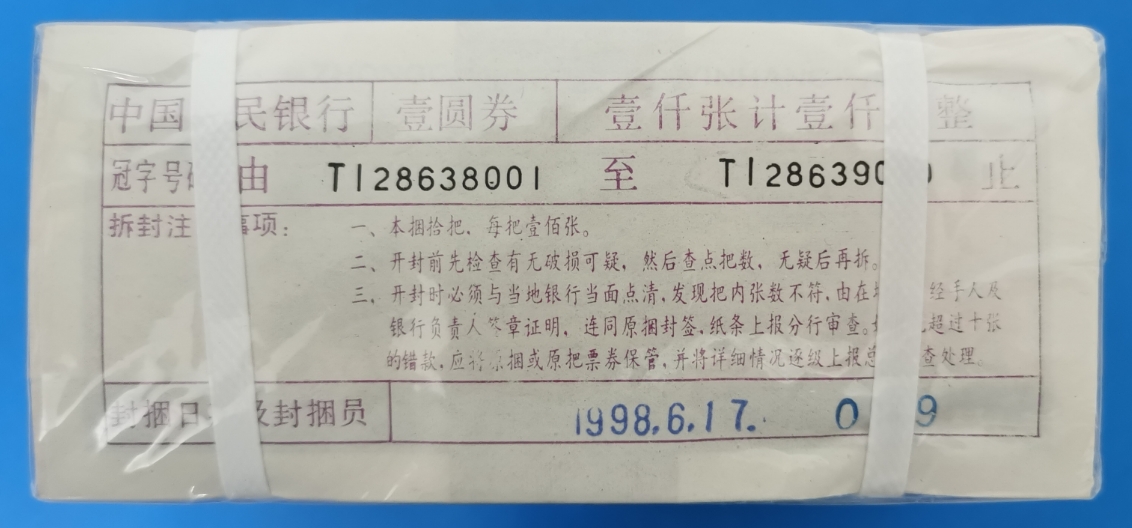 中国 民银行 壹圆券 壹仟张计壹仟 整
冠字号 由 TI28638001 至 TI28639 止
拆封注 事项： 一、本捆拾把、每把壹佰张。
二、开封前先检查有无破损可疑，然后查点把数，无疑后再拆。
三、开封时必须与当地银行当面点清，发现把内张数不符，由在 经手人及
银行负责人签章证明，连同原捆封签，纸条上报分行审查。 超过十张
的错款，应将原捆或原把票券保管，并将详细情况逐级上报总 查处理。
封捆日 及封捆员 1998.6.17. 0 9